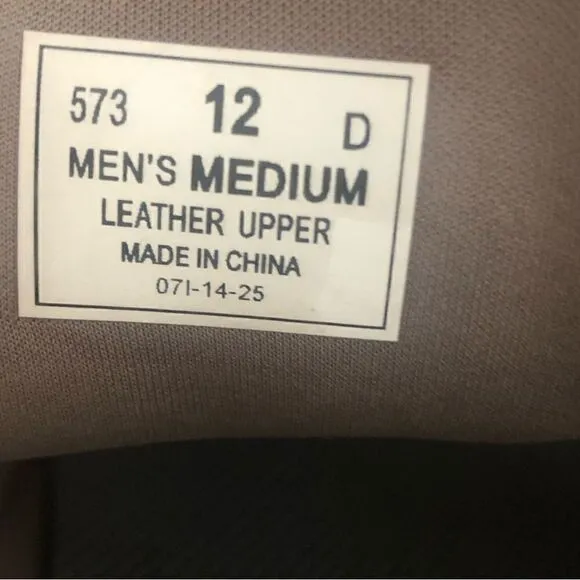 573 12 D
MEN'S MEDIUM
LEATHER UPPER
MADE IN CHINA
07I-14-25